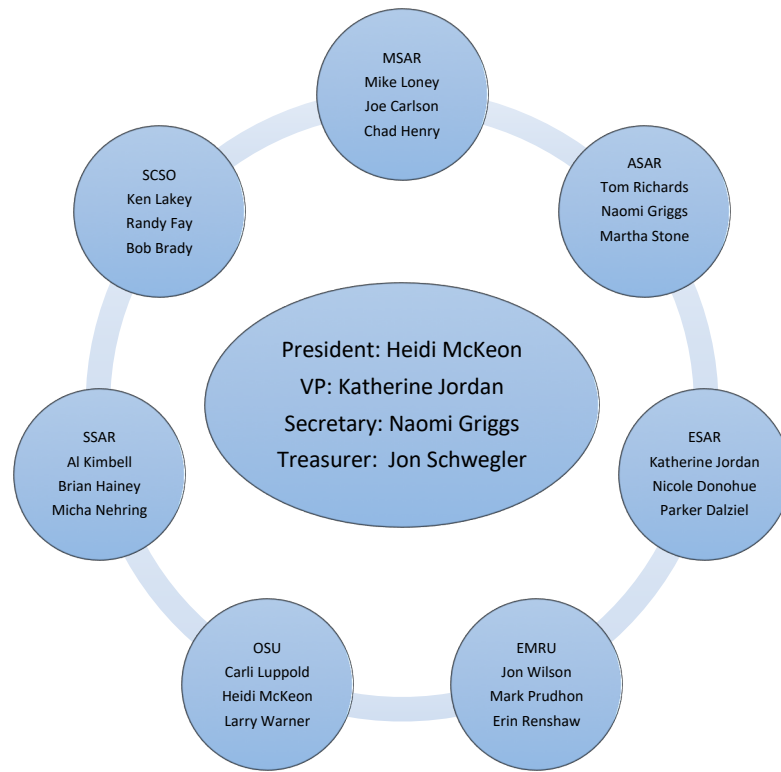 MSAR
Mike Loney
Joe Carlson
Chad Henry
ASAR
Tom Richards
Naomi Griggs
Martha Stone
ESAR
Katherine Jordan
Nicole Donohue
Parker Dalziel
EMRU
Jon Wilson
Mark Prudhon
Erin Renshaw
OSU
Carli Luppold
Heidi McKeon
Larry Warner
SSAR
Al Kimbell
Brian Hainey
Micha Nehring
SCSO
Ken Lakey
Randy Fay
Bob Brady
President: Heidi McKeon
VP: Katherine Jordan
Secretary: Naomi Griggs
Treasurer: Jon Schwegler